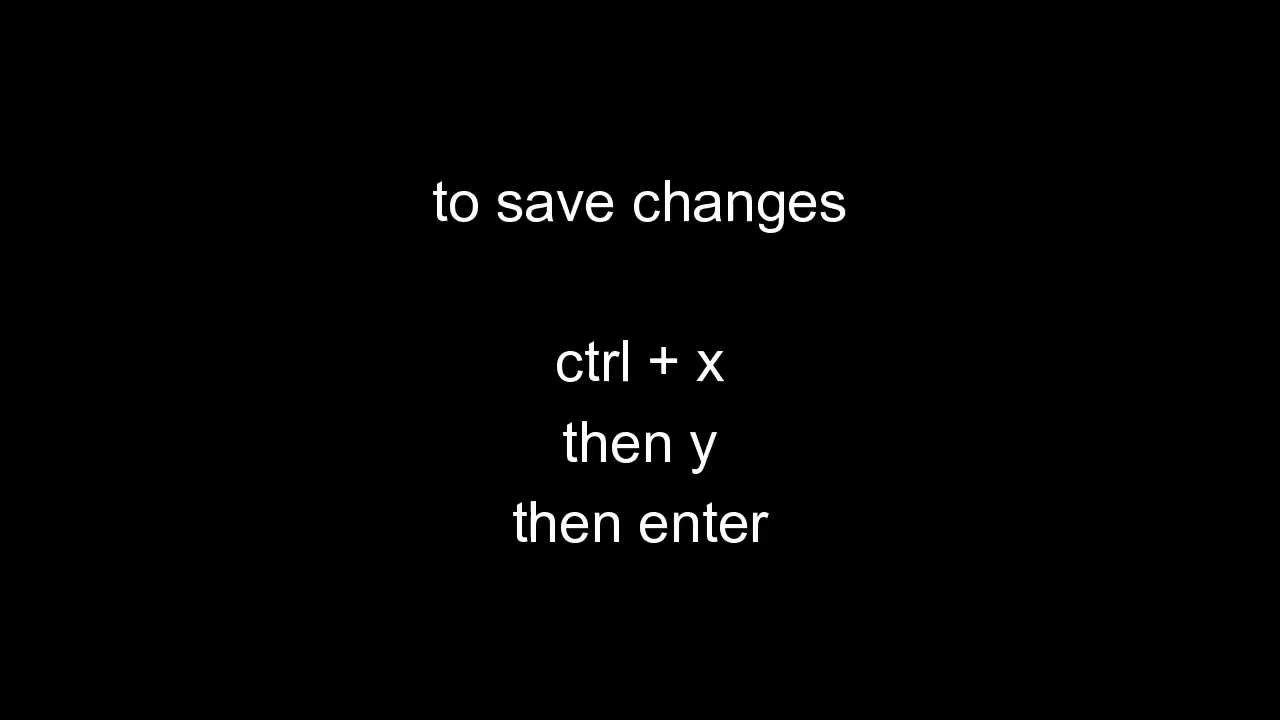 to save changes
ctrl + x
then y
then enter